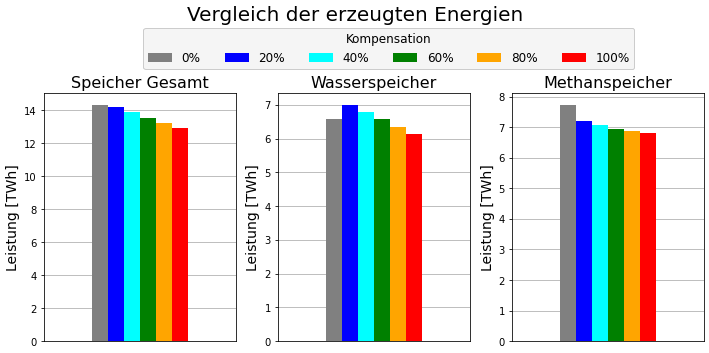 Vergleich der erzeugten Energien
Kompensation
0% 20% 40% 60% 80% 100%
Speicher Gesamt
Leistung [TWh]
14
12
10
8
6
4
2
0
Wasserspeicher
Leistung [TWh]
7
6
5
4
3
2
1
0
Methanspeicher
Leistung [TWh]
8
7
6
5
4
3
2
1
0